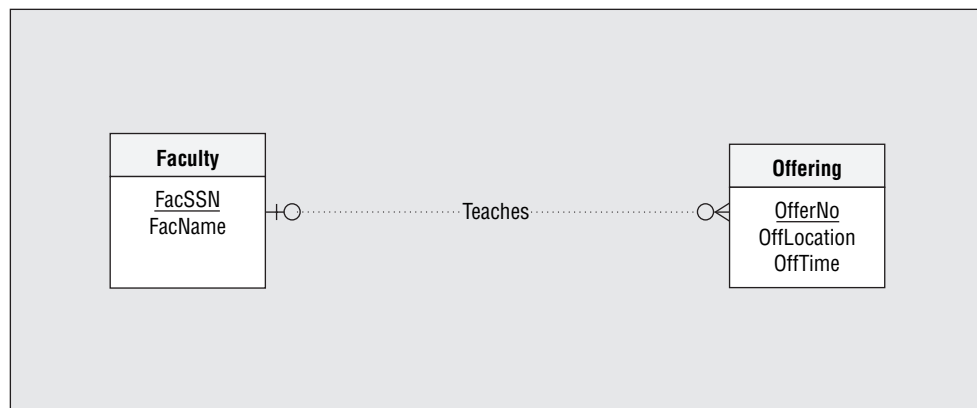 Faculty
FacSSN
FacName
Teaches
Offering
OfferNo
OffLocation
OffTime